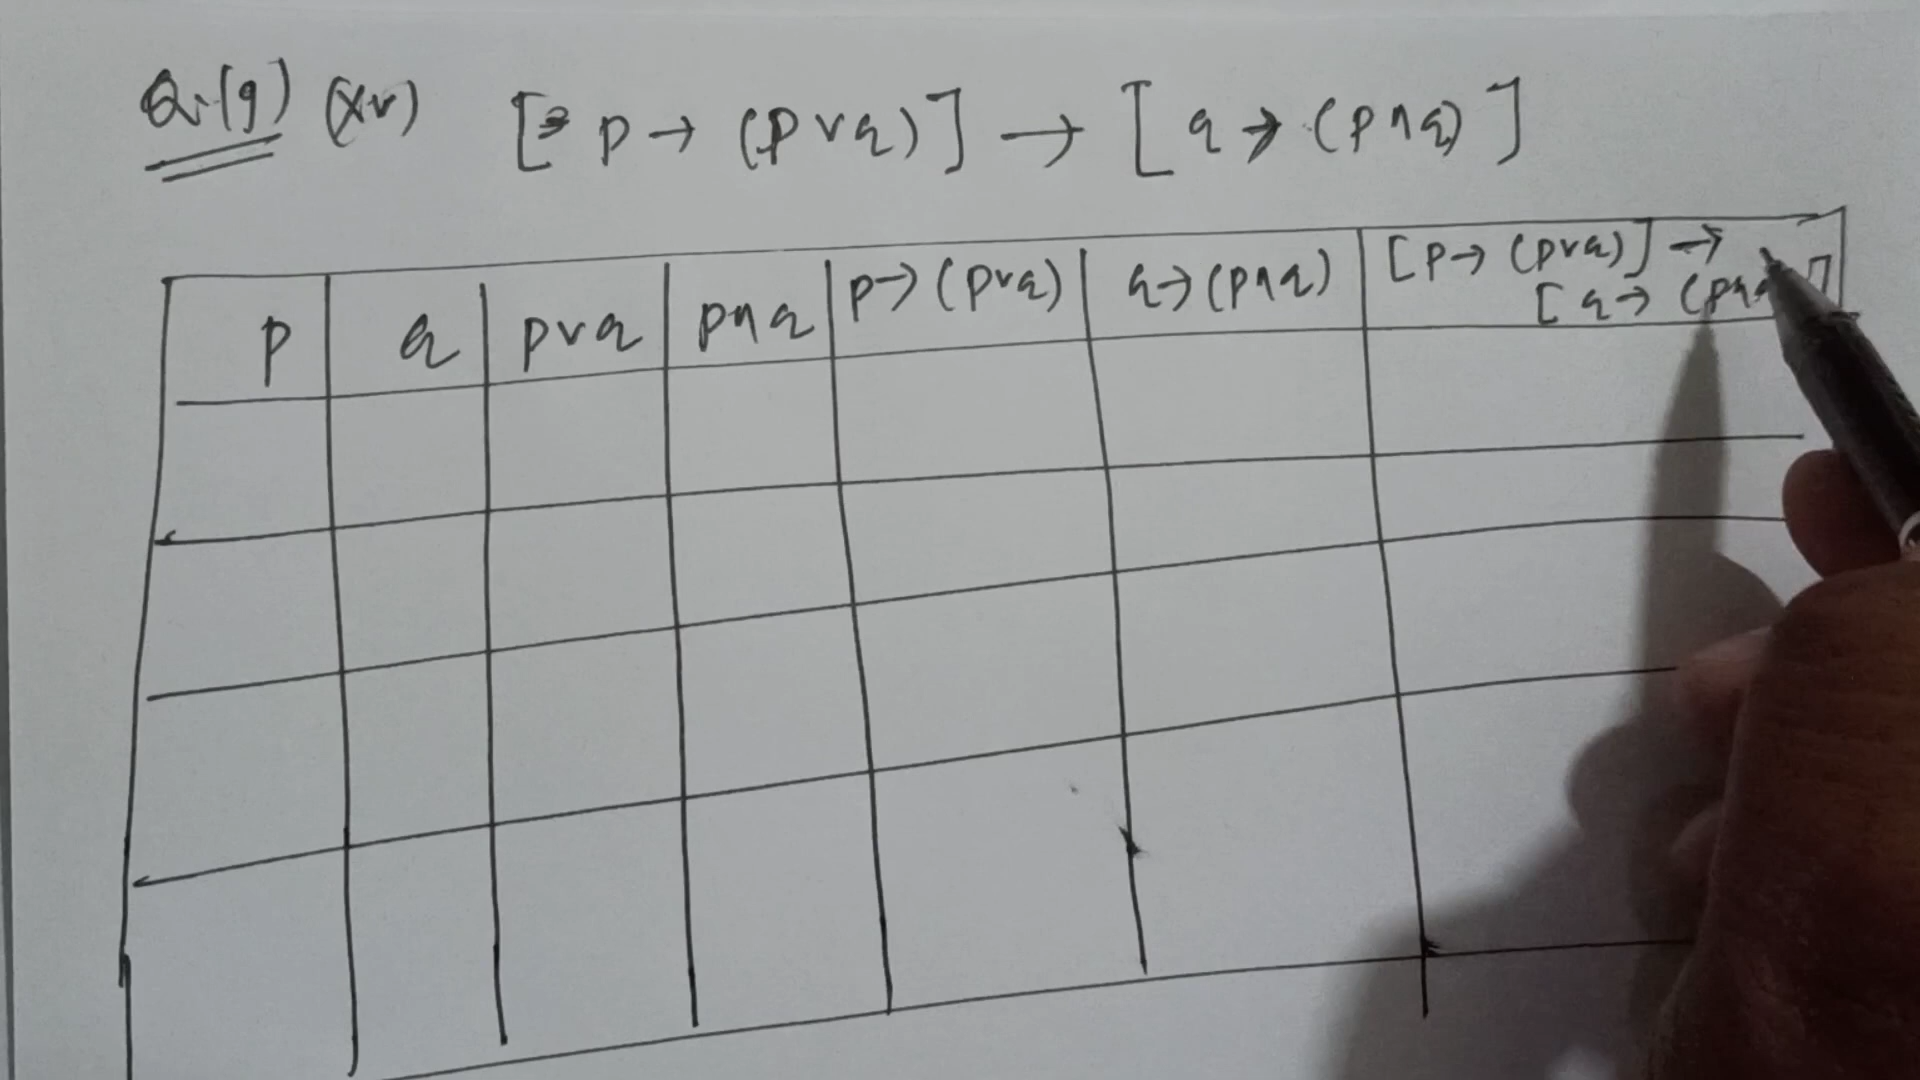 Q.(9) (xv) [ p → (p ∨ q) ] → [ q → (p ∧ q) ]
p q p∨q p∧q p→(p∨q) q→(p∧q) [p→(p∨q)]→
[q→(p∧